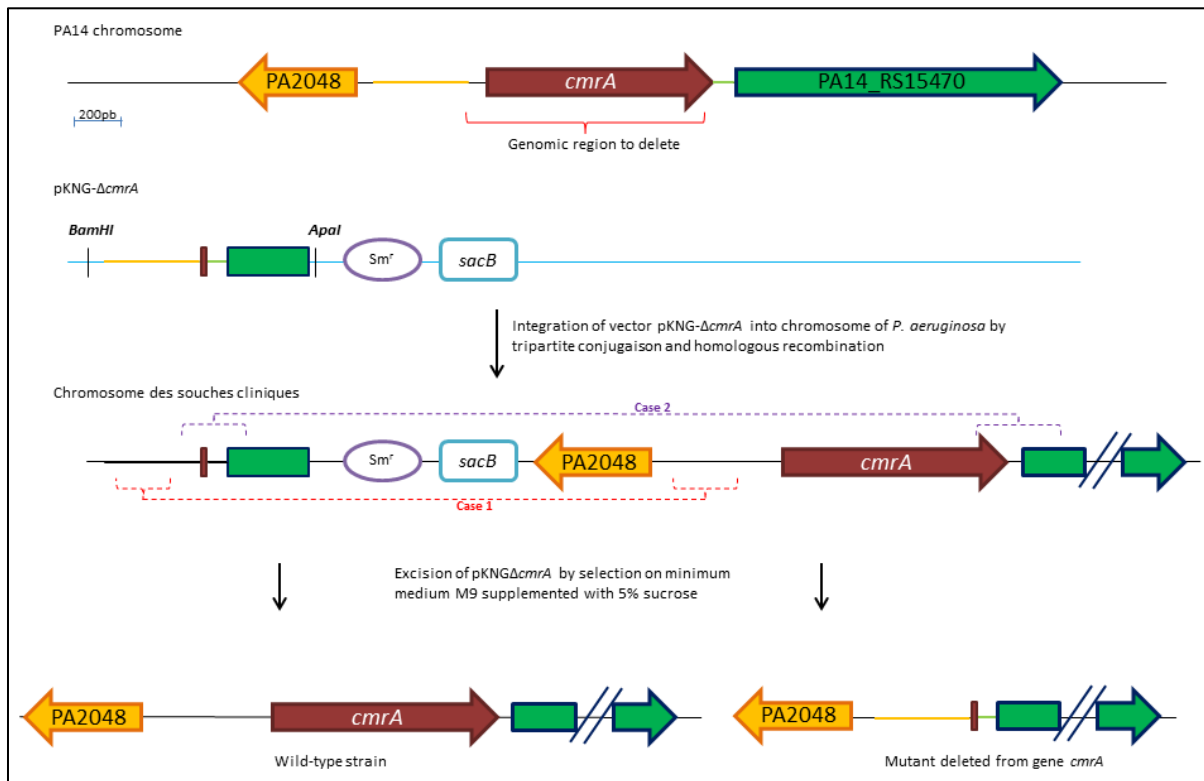 PA14 chromosome
PA2048
cmrA
PA14_RS15470
200pb
Genomic region to delete
pKNG-ΔcmrA
BamHI
ApaI
Smʳ
sacB
Integration of vector pKNG-ΔcmrA into chromosome of P. aeruginosa by
tripartite conjugaison and homologous recombination
Chromosome des souches cliniques
Case 2
Smʳ
sacB
PA2048
cmrA
Case 1
Excision of pKNGΔcmrA by selection on minimum
medium M9 supplemented with 5% sucrose
PA2048
cmrA
PA2048
Wild-type strain
Mutant deleted from gene cmrA